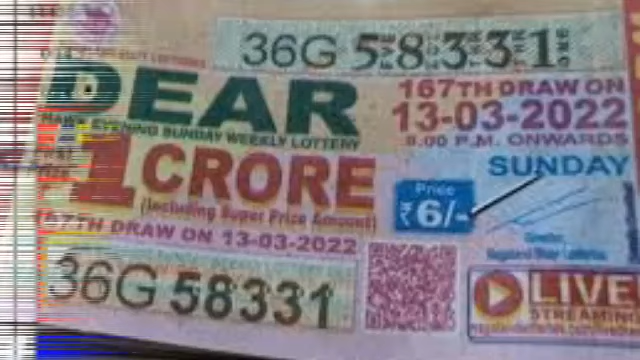 36G 58331
DEAR
167TH DRAW ON
13-03-2022
8.00 P.M. ONWARDS
EVENING SUNDAY WEEKLY LOTTERY
SUNDAY
₹1 CRORE
(Including Super Prize Amount)
Price
₹6/-
167TH DRAW ON 13-03-2022
36G 58331
LIVE
STREAMING